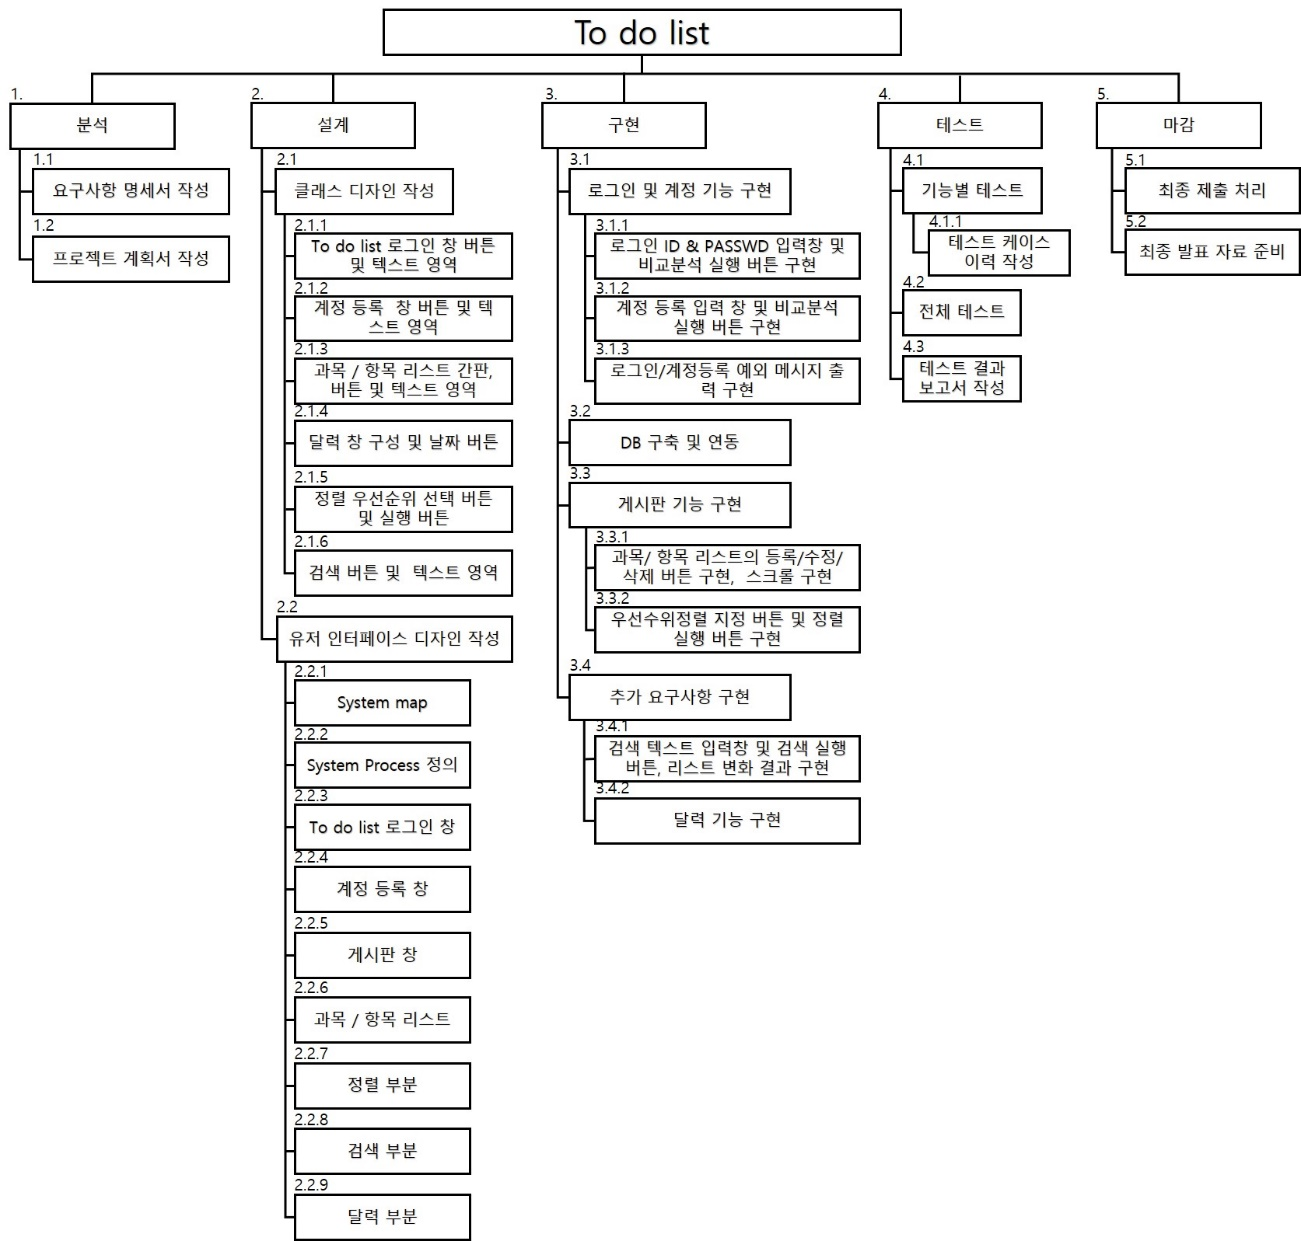 To do list
1.
분석
1.1
요구사항 명세서 작성
1.2
프로젝트 계획서 작성
2.
설계
2.1
클래스 디자인 작성
2.1.1
To do list 로그인 창 버튼
및 텍스트 영역
2.1.2
계정 등록 창 버튼 및 텍
스트 영역
2.1.3
과목 / 항목 리스트 간판,
버튼 및 텍스트 영역
2.1.4
달력 창 구성 및 날짜 버튼
2.1.5
정렬 우선순위 선택 버튼
및 실행 버튼
2.1.6
검색 버튼 및 텍스트 영역
2.2
유저 인터페이스 디자인 작성
2.2.1
System map
2.2.2
System Process 정의
2.2.3
To do list 로그인 창
2.2.4
계정 등록 창
2.2.5
게시판 창
2.2.6
과목 / 항목 리스트
2.2.7
정렬 부분
2.2.8
검색 부분
2.2.9
달력 부분
3.
구현
3.1
로그인 및 계정 기능 구현
3.1.1
로그인 ID & PASSWD 입력창 및
비교분석 실행 버튼 구현
3.1.2
계정 등록 입력 창 및 비교분석
실행 버튼 구현
3.1.3
로그인/계정등록 예외 메시지 출
력 구현
3.2
DB 구축 및 연동
3.3
게시판 기능 구현
3.3.1
과목/ 항목 리스트의 등록/수정/
삭제 버튼 구현, 스크롤 구현
3.3.2
우선수위정렬 지정 버튼 및 정렬
실행 버튼 구현
3.4
추가 요구사항 구현
3.4.1
검색 텍스트 입력창 및 검색 실행
버튼, 리스트 변화 결과 구현
3.4.2
달력 기능 구현
4.
테스트
4.1
기능별 테스트
4.1.1
테스트 케이스
이력 작성
4.2
전체 테스트
4.3
테스트 결과
보고서 작성
5.
마감
5.1
최종 제출 처리
5.2
최종 발표 자료 준비